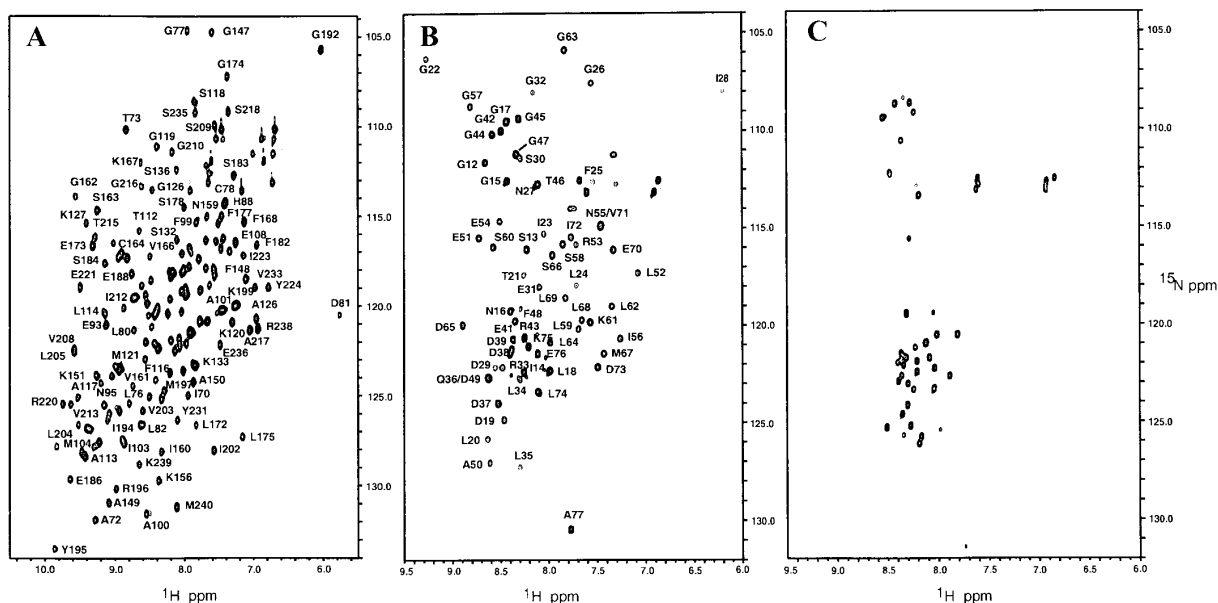 A
G77
G147
G192
G174
S118
S235
S218
T73
S209
G119
G210
K167
S136
S183
G162
G216
G126
C78
S163
S178
N159
H88
K127
T215
T112
F99
F177
F168
E173
C164
S132
V166
E108
F182
S184
I223
E221
E188
F148
V233
K199
Y224
I212
A101
A126
D81
L114
E93
L80
K120
R238
A217
V208
L205
M121
E236
K151
V161
F116
K133
A117
N95
L76
M197
A150
I70
R220
V213
V203
Y231
L204
I194
L82
L172
L175
M104
I103
I160
I202
A113
K239
E186
R196
K156
A149
M240
A72
A100
Y195
105.0
110.0
115.0
120.0
125.0
130.0
10.0 9.0 8.0 7.0 6.0
1H ppm
B
G63
G22
G32
G26
I28
G57
G17
G42
G45
G44
G47
S30
G12
G15
N27
T46
F25
E54
I23
I72
N55/V71
E51
S60
S13
R53
E70
S58
S66
T21
L24
L52
E31
L69
L68
L62
N16
F48
D65
E41
R43
L59
K61
D39
K75
L64
I56
D38
E76
M67
D29
R33
I14
L18
D73
Q36/D49
L34
L74
D37
D19
L20
L35
A50
A77
105.0
110.0
115.0
120.0
125.0
130.0
9.5 9.0 8.5 8.0 7.5 7.0 6.5 6.0
1H ppm
C
105.0
110.0
115.0
15N ppm
120.0
125.0
130.0
9.5 9.0 8.5 8.0 7.5 7.0 6.5 6.0
1H ppm